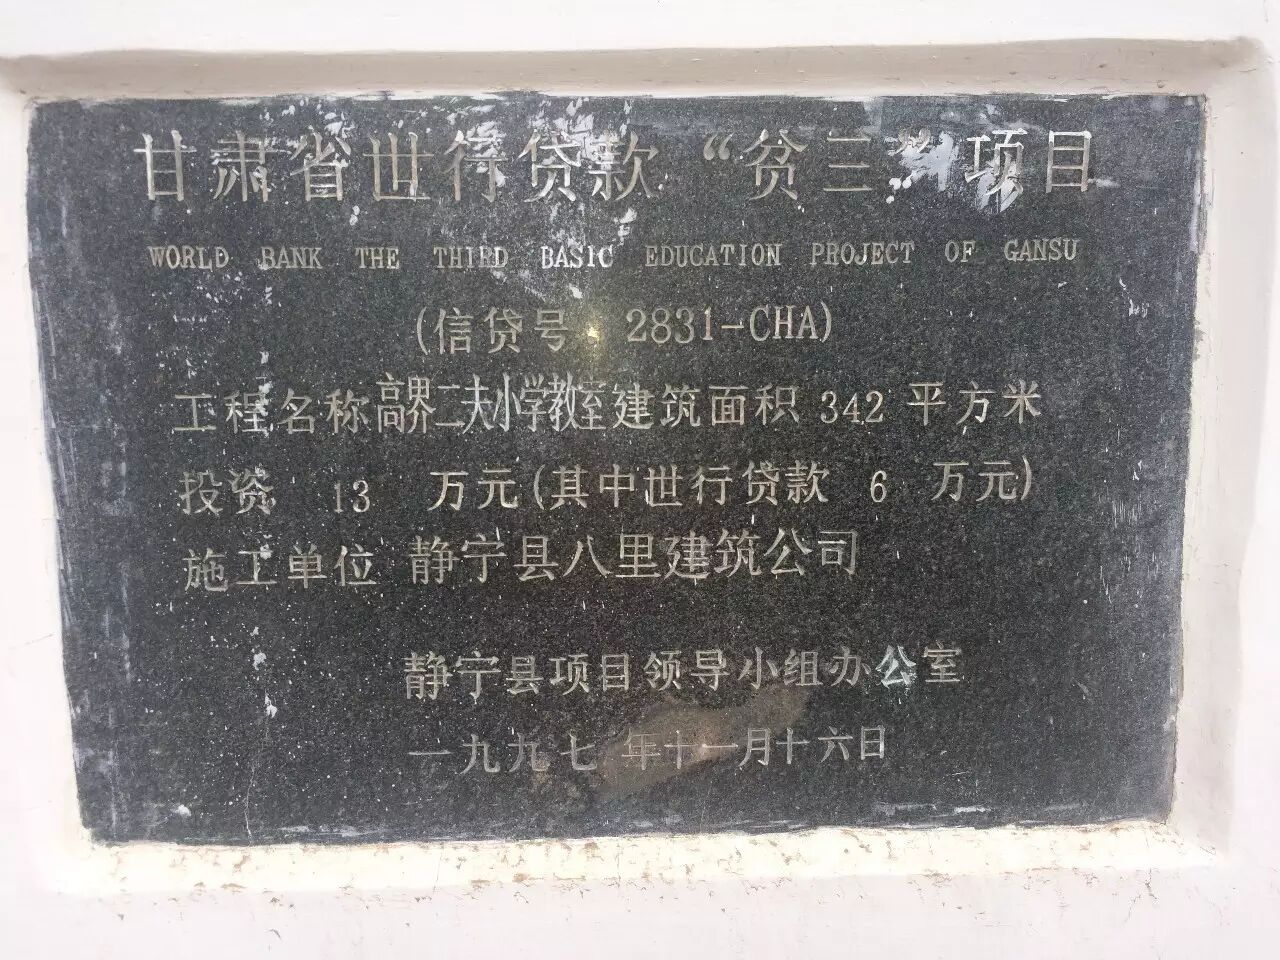 甘肃省世行贷款“贫三”项目
WORLD BANK THE THIRD BASIC EDUCATION PROJECT OF GANSU
(信贷号：2831-CHA)
工程名称高界二夫小学教室建筑面积 342 平方米
投资 13 万元(其中世行贷款 6 万元)
施工单位 静宁县八里建筑公司
静宁县项目领导小组办公室
一九九七年十一月十六日